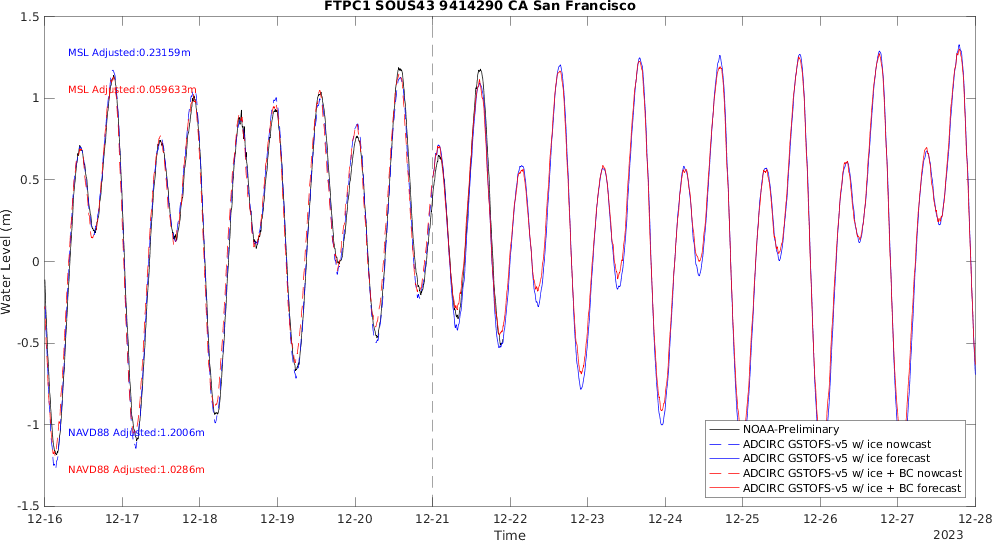 FTPC1 SOUS43 9414290 CA San Francisco
1.5
1
0.5
0
-0.5
-1
-1.5
Water Level (m)
MSL Adjusted:0.23159m
MSL Adjusted:0.059633m
NAVD88 Adjusted:1.2006m
NAVD88 Adjusted:1.0286m
NOAA-Preliminary
ADCIRC GSTOFS-v5 w/ ice nowcast
ADCIRC GSTOFS-v5 w/ ice forecast
ADCIRC GSTOFS-v5 w/ ice + BC nowcast
ADCIRC GSTOFS-v5 w/ ice + BC forecast
12-16 12-17 12-18 12-19 12-20 12-21 12-22 12-23 12-24 12-25 12-26 12-27 12-28
Time
2023